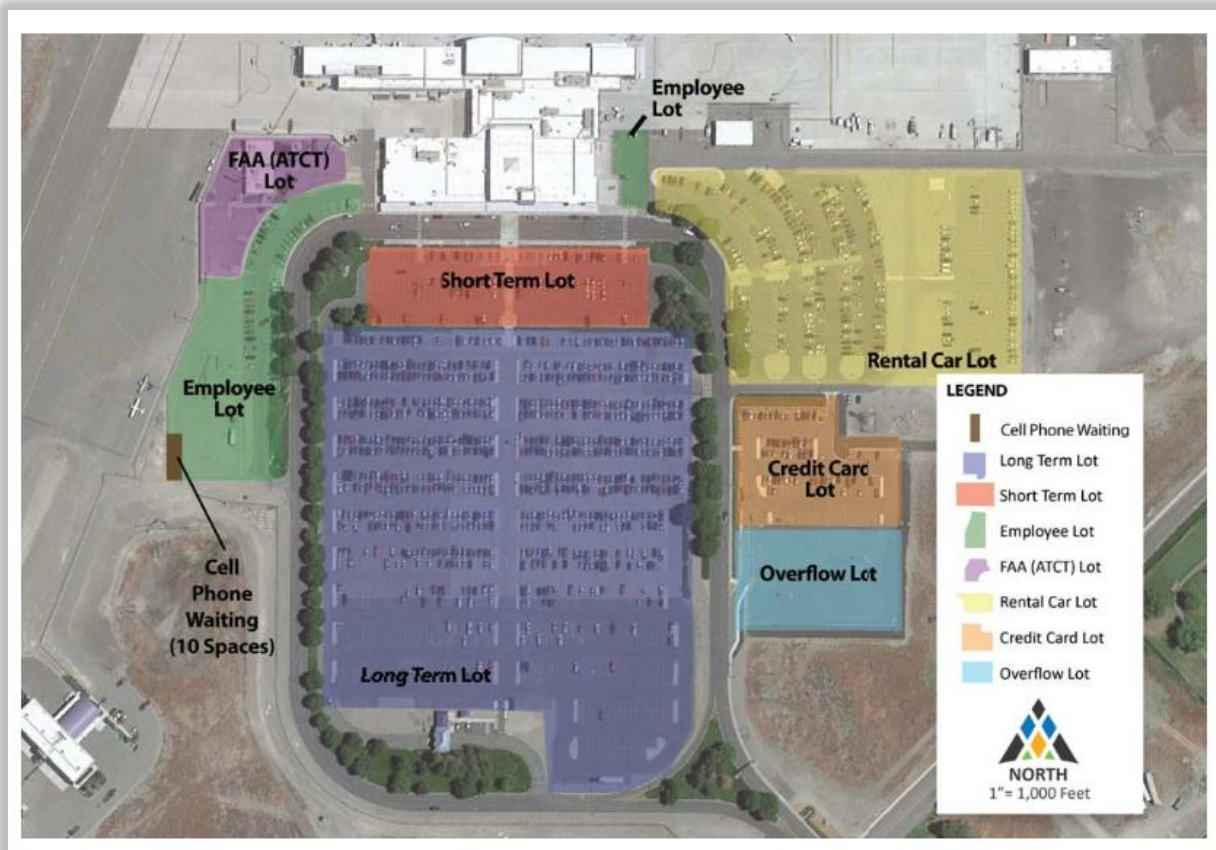 Employee
Lot
FAA (ATCT)
Lot
Short Term Lot
Rental Car Lot
Employee
Lot
Credit Card
Lot
Overflow Lot
Cell
Phone
Waiting
(10 Spaces)
Long Term Lot
LEGEND
Cell Phone Waiting
Long Term Lot
Short Term Lot
Employee Lot
FAA (ATCT) Lot
Rental Car Lot
Credit Card Lot
Overflow Lot
NORTH
1"= 1,000 Feet